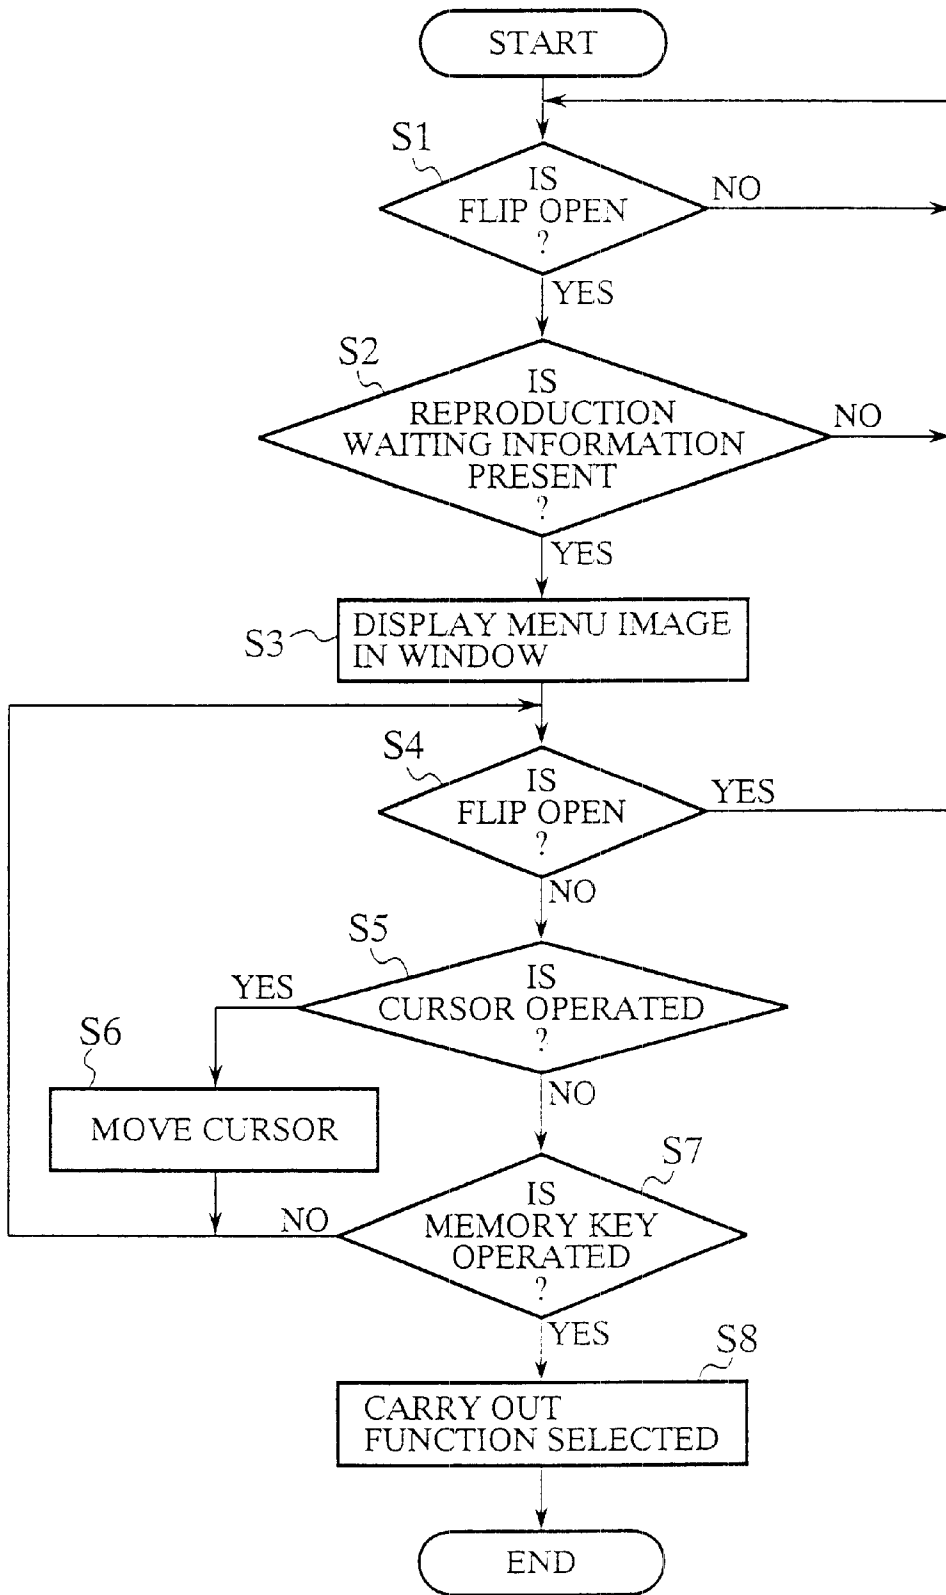 START
S1
IS
FLIP OPEN
?
NO
YES
S2
IS
REPRODUCTION
WAITING INFORMATION
PRESENT
?
NO
YES
S3
DISPLAY MENU IMAGE
IN WINDOW
S4
IS
FLIP OPEN
?
YES
NO
S5
IS
CURSOR OPERATED
?
YES
NO
S6
MOVE CURSOR
S7
IS
MEMORY KEY
OPERATED
?
NO
YES
S8
CARRY OUT
FUNCTION SELECTED
END